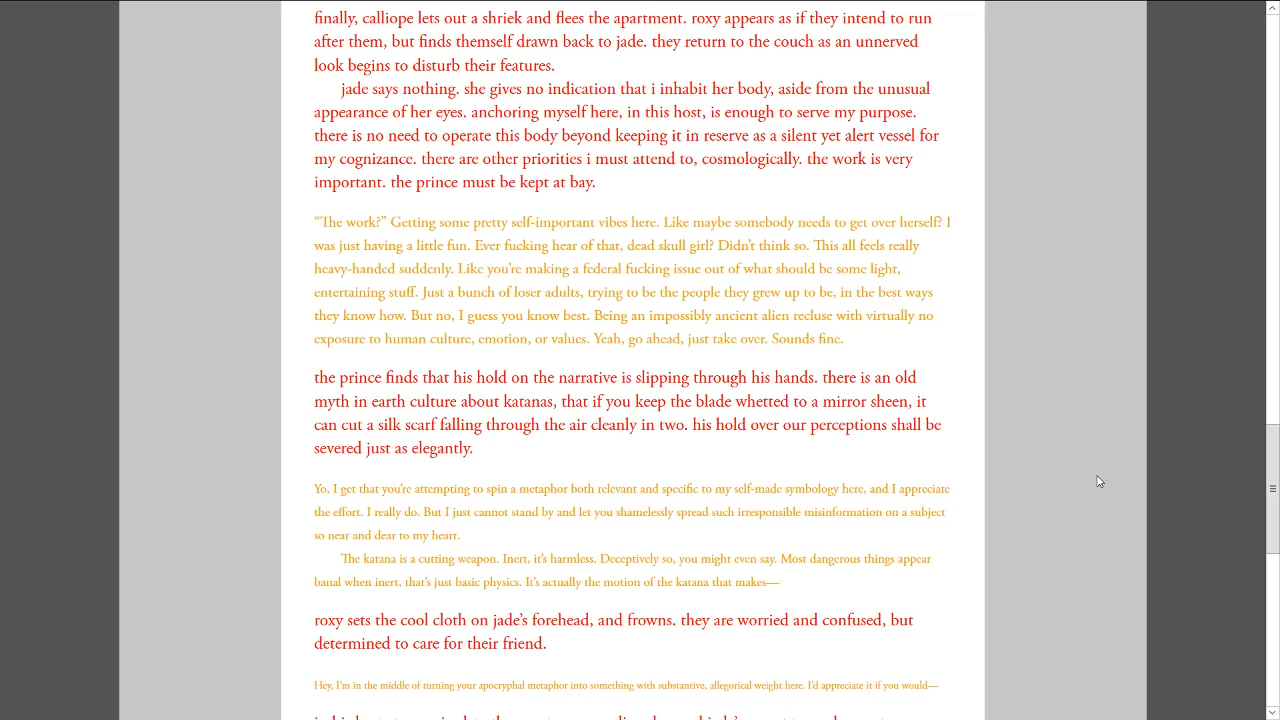 finally, calliope lets out a shriek and flees the apartment. roxy appears as if they intend to run
after them, but finds themself drawn back to jade. they return to the couch as an unnerved
look begins to disturb their features.
jade says nothing. she gives no indication that i inhabit her body, aside from the unusual
appearance of her eyes. anchoring myself here, in this host, is enough to serve my purpose.
there is no need to operate this body beyond keeping it in reserve as a silent yet alert vessel for
my cognizance. there are other priorities i must attend to, cosmologically. the work is very
important. the prince must be kept at bay.
“The work?” Getting some pretty self-important vibes here. Like maybe somebody needs to get over herself? I
was just having a little fun. Ever fucking hear of that, dead skull girl? Didn’t think so. This all feels really
heavy-handed suddenly. Like you’re making a federal fucking issue out of what should be some light,
entertaining stuff. Just a bunch of loser adults, trying to be the people they grew up to be, in the best ways
they know how. But no, I guess you know best. Being an impossibly ancient alien recluse with virtually no
exposure to human culture, emotion, or values. Yeah, go ahead, just take over. Sounds fine.
the prince finds that his hold on the narrative is slipping through his hands. there is an old
myth in earth culture about katanas, that if you keep the blade whetted to a mirror sheen, it
can cut a silk scarf falling through the air cleanly in two. his hold over our perceptions shall be
severed just as elegantly.
Yo, I get that you’re attempting to spin a metaphor both relevant and specific to my self-made symbology here, and I appreciate
the effort. I really do. But I just cannot stand by and let you shamelessly spread such irresponsible misinformation on a subject
so near and dear to my heart.
The katana is a cutting weapon. Inert, it’s harmless. Deceptively so, you might even say. Most dangerous things appear
banal when inert, that’s just basic physics. It’s actually the motion of the katana that makes—
roxy sets the cool cloth on jade’s forehead, and frowns. they are worried and confused, but
determined to care for their friend.
Hey, I’m in the middle of turning your apocryphal metaphor into something with substantive, allegorical weight here. I’d appreciate it if you would—